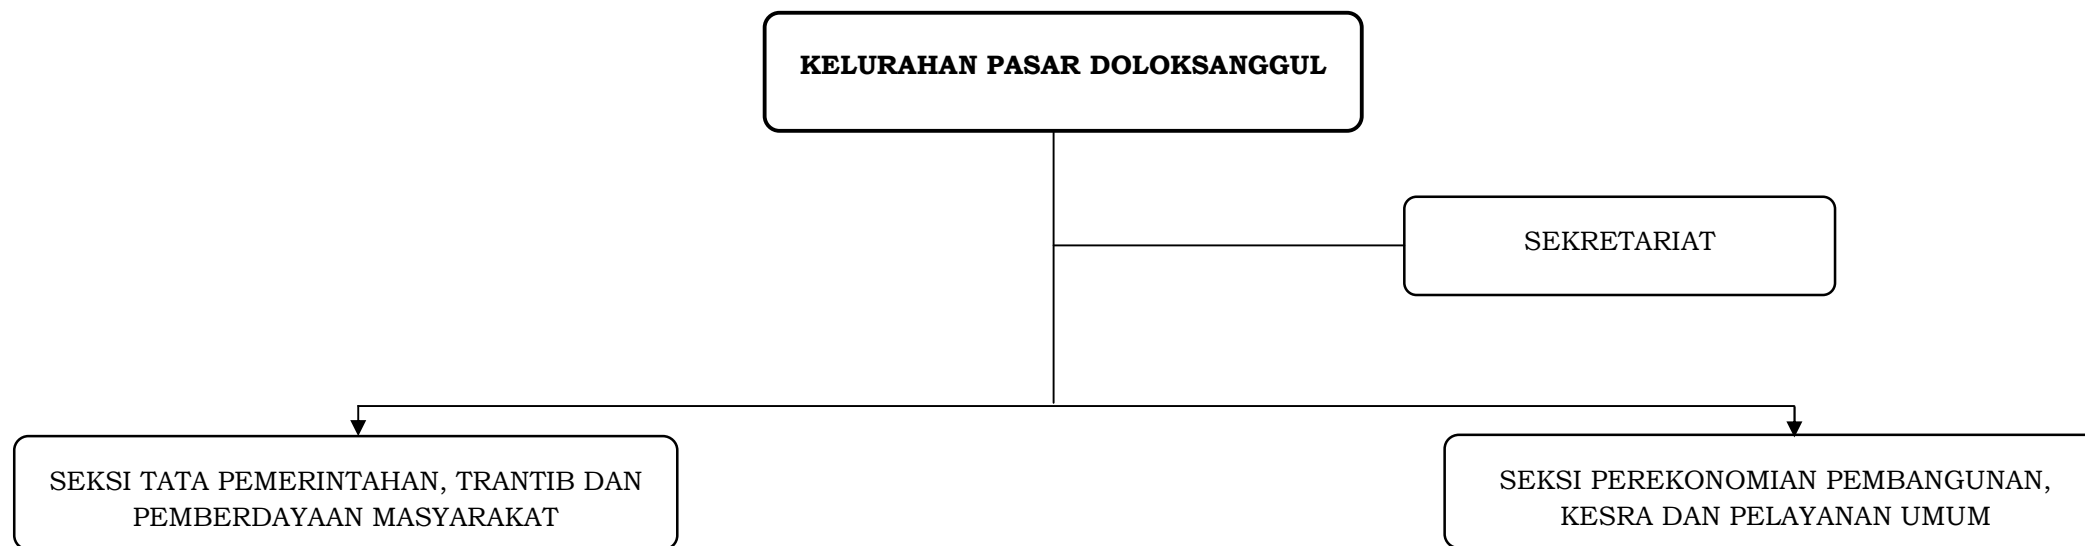 KELURAHAN PASAR DOLOKSANGGUL
SEKRETARIAT
SEKSI TATA PEMERINTAHAN, TRANTIB DAN
PEMBERDAYAAN MASYARAKAT
SEKSI PEREKONOMIAN PEMBANGUNAN,
KESRA DAN PELAYANAN UMUM